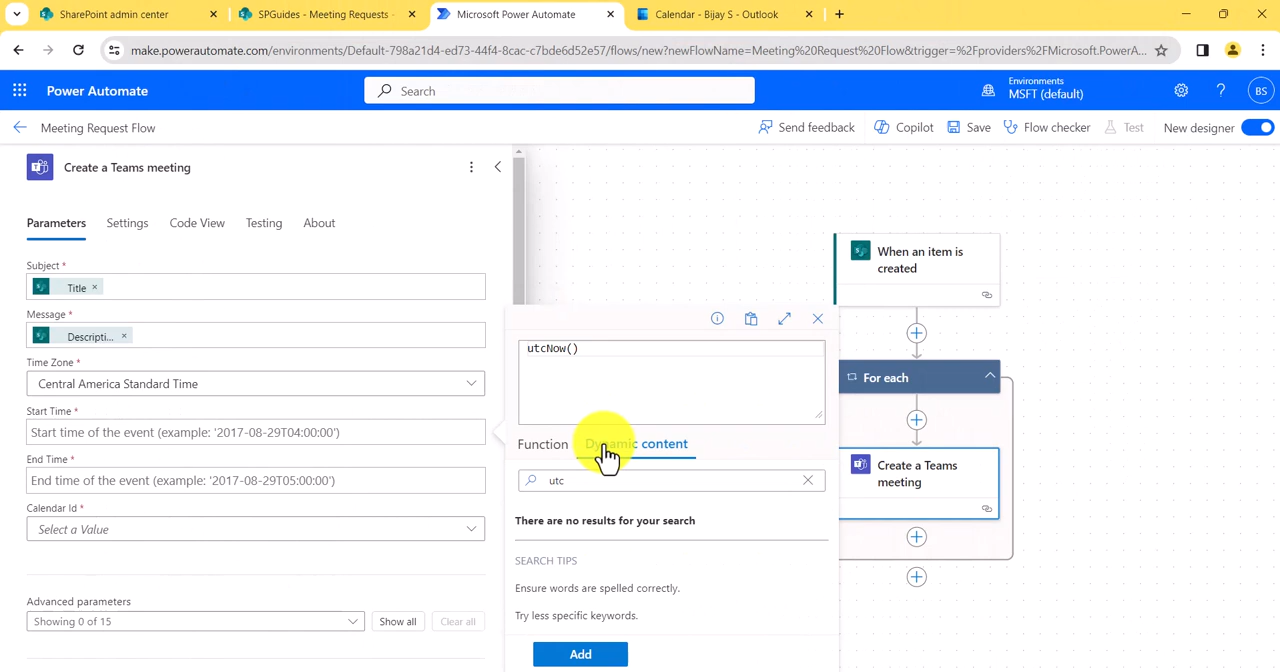 SharePoint admin center
SPGuides - Meeting Requests -
Microsoft Power Automate
Calendar - Bijay S - Outlook
make.powerautomate.com/environments/Default-798a21d4-ed73-44f4-8cac-c7bde6d52e57/flows/new?newFlowName=Meeting%20Request%20Flow&trigger=%2Fproviders%2FMicrosoft.PowerA...
Power Automate
Search
Environments
MSFT (default)
BS
Meeting Request Flow
Send feedback
Copilot
Save
Flow checker
Test
New designer
Create a Teams meeting
Parameters
Settings
Code View
Testing
About
Subject *
Title ×
Message *
Descripti... ×
Time Zone *
Central America Standard Time
Start Time *
Start time of the event (example: '2017-08-29T04:00:00')
End Time *
End time of the event (example: '2017-08-29T05:00:00')
Calendar Id *
Select a Value
Advanced parameters
Showing 0 of 15
Show all
Clear all
utcNow()
Function
Dynamic content
utc
There are no results for your search
SEARCH TIPS
Ensure words are spelled correctly.
Try less specific keywords.
Add
When an item is
created
For each
Create a Teams
meeting